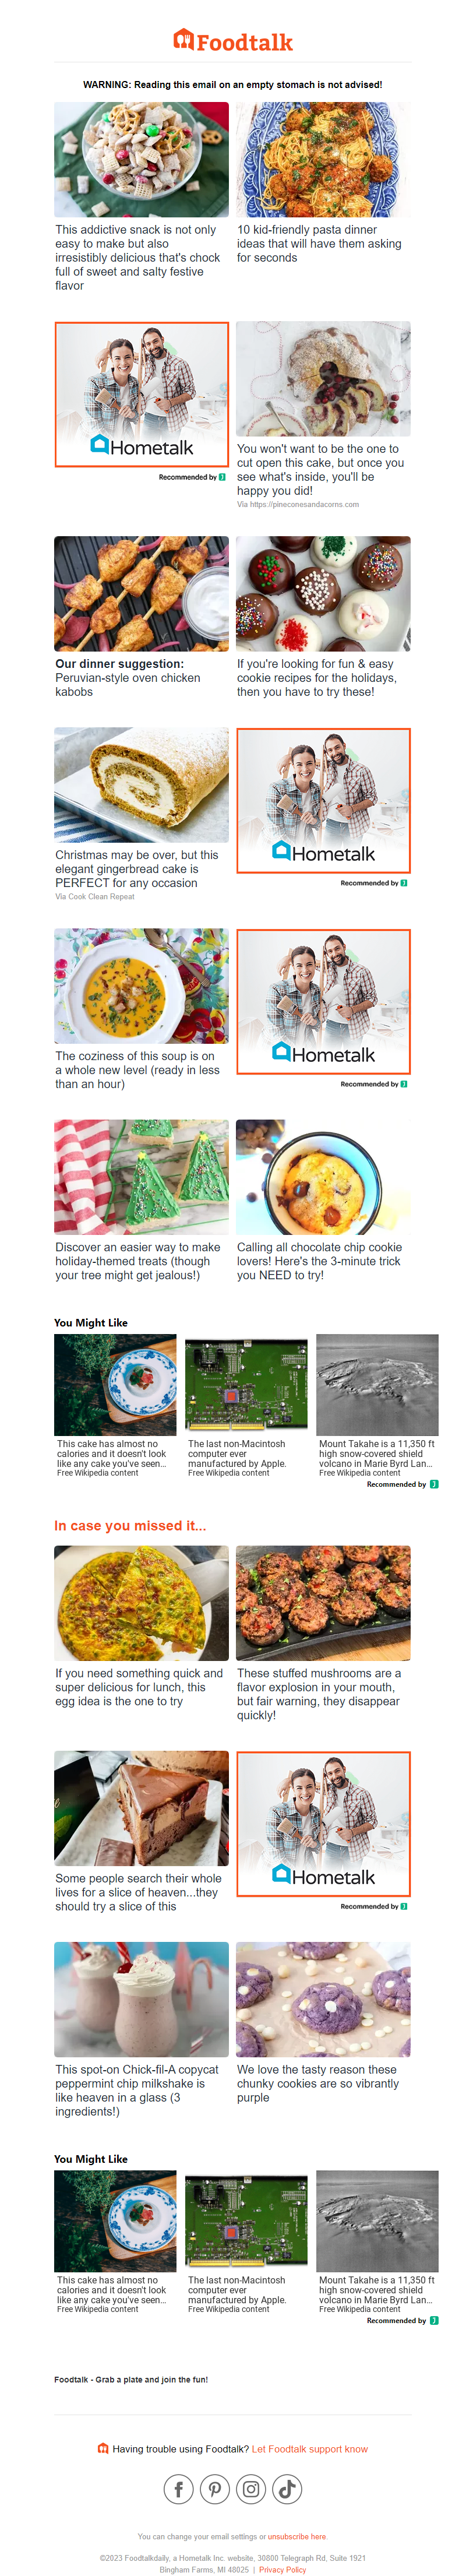 Foodtalk
WARNING: Reading this email on an empty stomach is not advised!
This addictive snack is not only
easy to make but also
irresistibly delicious that's chock
full of sweet and salty festive
flavor
10 kid-friendly pasta dinner
ideas that will have them asking
for seconds
Hometalk
Recommended by
You won't want to be the one to
cut open this cake, but once you
see what's inside, you'll be
happy you did!
Via https://pineconesandacorns.com
Our dinner suggestion:
Peruvian-style oven chicken
kabobs
If you're looking for fun & easy
cookie recipes for the holidays,
then you have to try these!
Christmas may be over, but this
elegant gingerbread cake is
PERFECT for any occasion
Via Cook Clean Repeat
Hometalk
Recommended by
The coziness of this soup is on
a whole new level (ready in less
than an hour)
Hometalk
Recommended by
Discover an easier way to make
holiday-themed treats (though
your tree might get jealous!)
Calling all chocolate chip cookie
lovers! Here's the 3-minute trick
you NEED to try!
You Might Like
This cake has almost no
calories and it doesn't look
like any cake you've seen...
Free Wikipedia content
The last non-Macintosh
computer ever
manufactured by Apple.
Free Wikipedia content
Mount Takahe is a 11,350 ft
high snow-covered shield
volcano in Marie Byrd Lan...
Free Wikipedia content
Recommended by
In case you missed it...
If you need something quick and
super delicious for lunch, this
egg idea is the one to try
These stuffed mushrooms are a
flavor explosion in your mouth,
but fair warning, they disappear
quickly!
Some people search their whole
lives for a slice of heaven...they
should try a slice of this
Hometalk
Recommended by
This spot-on Chick-fil-A copycat
peppermint chip milkshake is
like heaven in a glass (3
ingredients!)
We love the tasty reason these
chunky cookies are so vibrantly
purple
You Might Like
This cake has almost no
calories and it doesn't look
like any cake you've seen...
Free Wikipedia content
The last non-Macintosh
computer ever
manufactured by Apple.
Free Wikipedia content
Mount Takahe is a 11,350 ft
high snow-covered shield
volcano in Marie Byrd Lan...
Free Wikipedia content
Recommended by
Foodtalk - Grab a plate and join the fun!
Having trouble using Foodtalk? Let Foodtalk support know
You can change your email settings or unsubscribe here.
©2023 Foodtalkdaily, a Hometalk Inc. website, 30800 Telegraph Rd, Suite 1921
Bingham Farms, MI 48025 | Privacy Policy